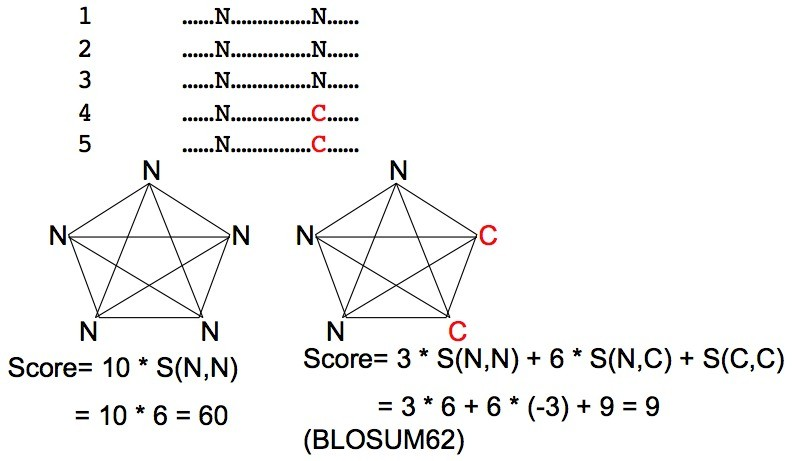 1 ......N...............N......
2 ......N...............N......
3 ......N...............N......
4 ......N...............C......
5 ......N...............C......
N N
N N N C
N N N C
Score= 10 * S(N,N) Score= 3 * S(N,N) + 6 * S(N,C) + S(C,C)
= 10 * 6 = 60 = 3 * 6 + 6 * (-3) + 9 = 9
(BLOSUM62)